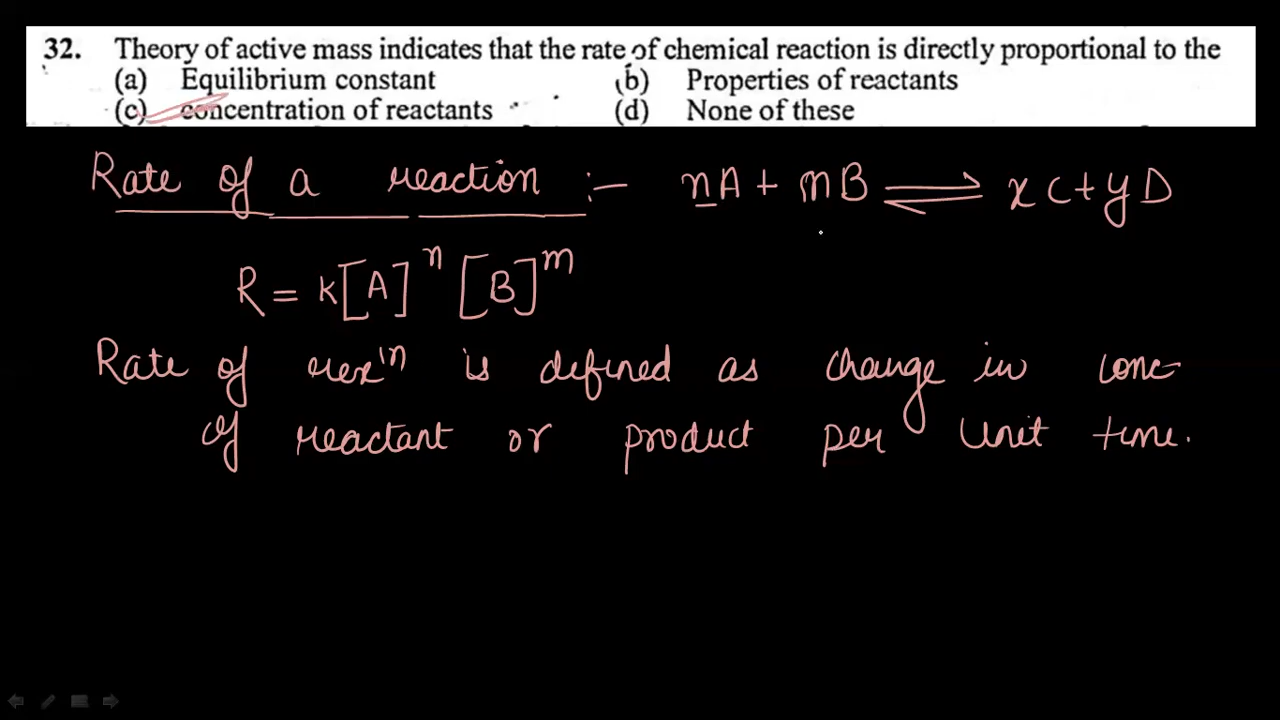 32. Theory of active mass indicates that the rate of chemical reaction is directly proportional to the
(a) Equilibrium constant (b) Properties of reactants
(c) concentration of reactants (d) None of these
Rate of a reaction :- nA + mB ⇌ xC + yD
R = K[A]ⁿ [B]ᵐ
Rate of rexⁿ is defined as change in conc
of reactant or product per unit time.